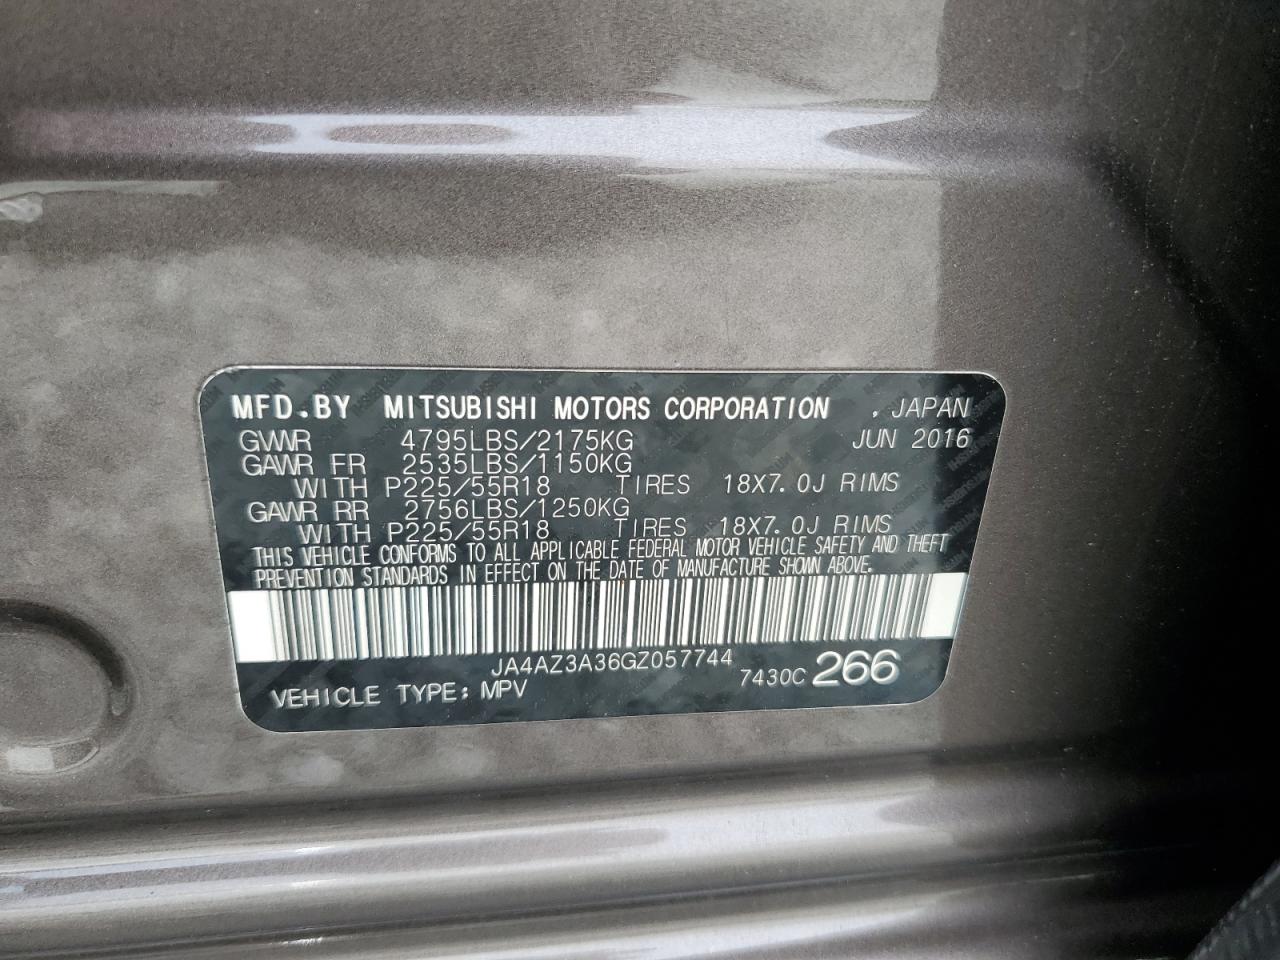 MFD.BY MITSUBISHI MOTORS CORPORATION , JAPAN
GVWR 4795LBS/2175KG JUN 2016
GAWR FR 2535LBS/1150KG
WITH P225/55R18 TIRES 18X7.0J RIMS
GAWR RR 2756LBS/1250KG
WITH P225/55R18 TIRES 18X7.0J RIMS
THIS VEHICLE CONFORMS TO ALL APPLICABLE FEDERAL MOTOR VEHICLE SAFETY AND THEFT
PREVENTION STANDARDS IN EFFECT ON THE DATE OF MANUFACTURE SHOWN ABOVE.
JA4AZ3A36GZ057744
VEHICLE TYPE: MPV 7430C 266